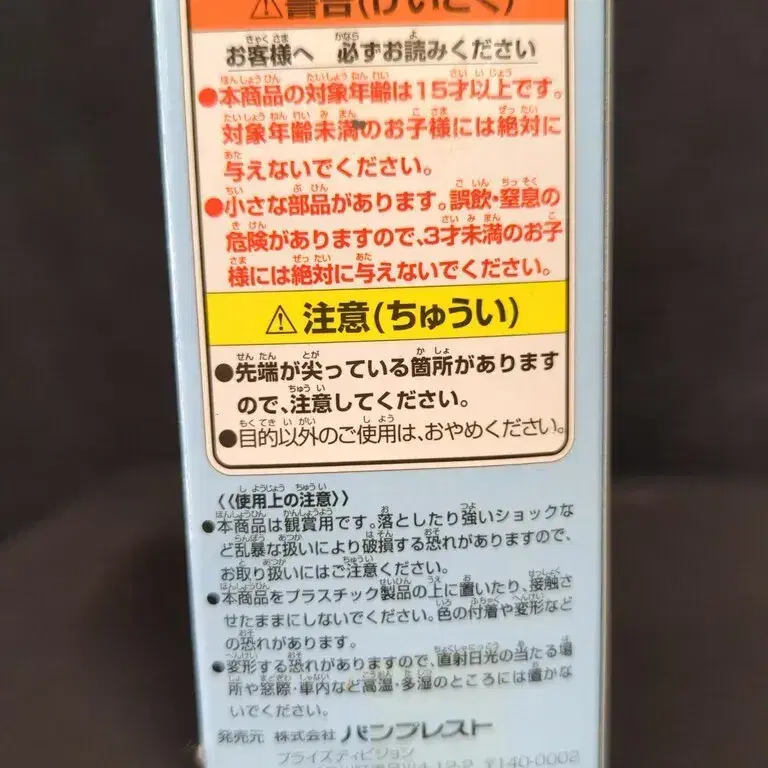 ⚠警告(けいこく)
お客様へ 必ずお読みください
●本商品の対象年齢は15才以上です。
対象年齢未満のお子様には絶対に
与えないでください。
●小さな部品があります。誤飲・窒息の
危険がありますので、3才未満のお子
様には絶対に与えないでください。
⚠注意(ちゅうい)
●先端が尖っている箇所があります
ので、注意してください。
●目的以外のご使用は、おやめください。
《使用上の注意》
●本商品は観賞用です。落としたり強いショックな
ど乱暴な扱いにより破損する恐れがありますので、
お取り扱いにはご注意ください。
●本商品をプラスチック製品の上に置いたり、接触さ
せたままにしないでください。色の付着や変形など
の恐れがあります。
●変形する恐れがありますので、直射日光の当たる場
所や窓際・車内など高温・多湿のところには置かな
いでください。
発売元 株式会社 バンプレスト
プライズディビジョン
4-12-2 〒140-0002